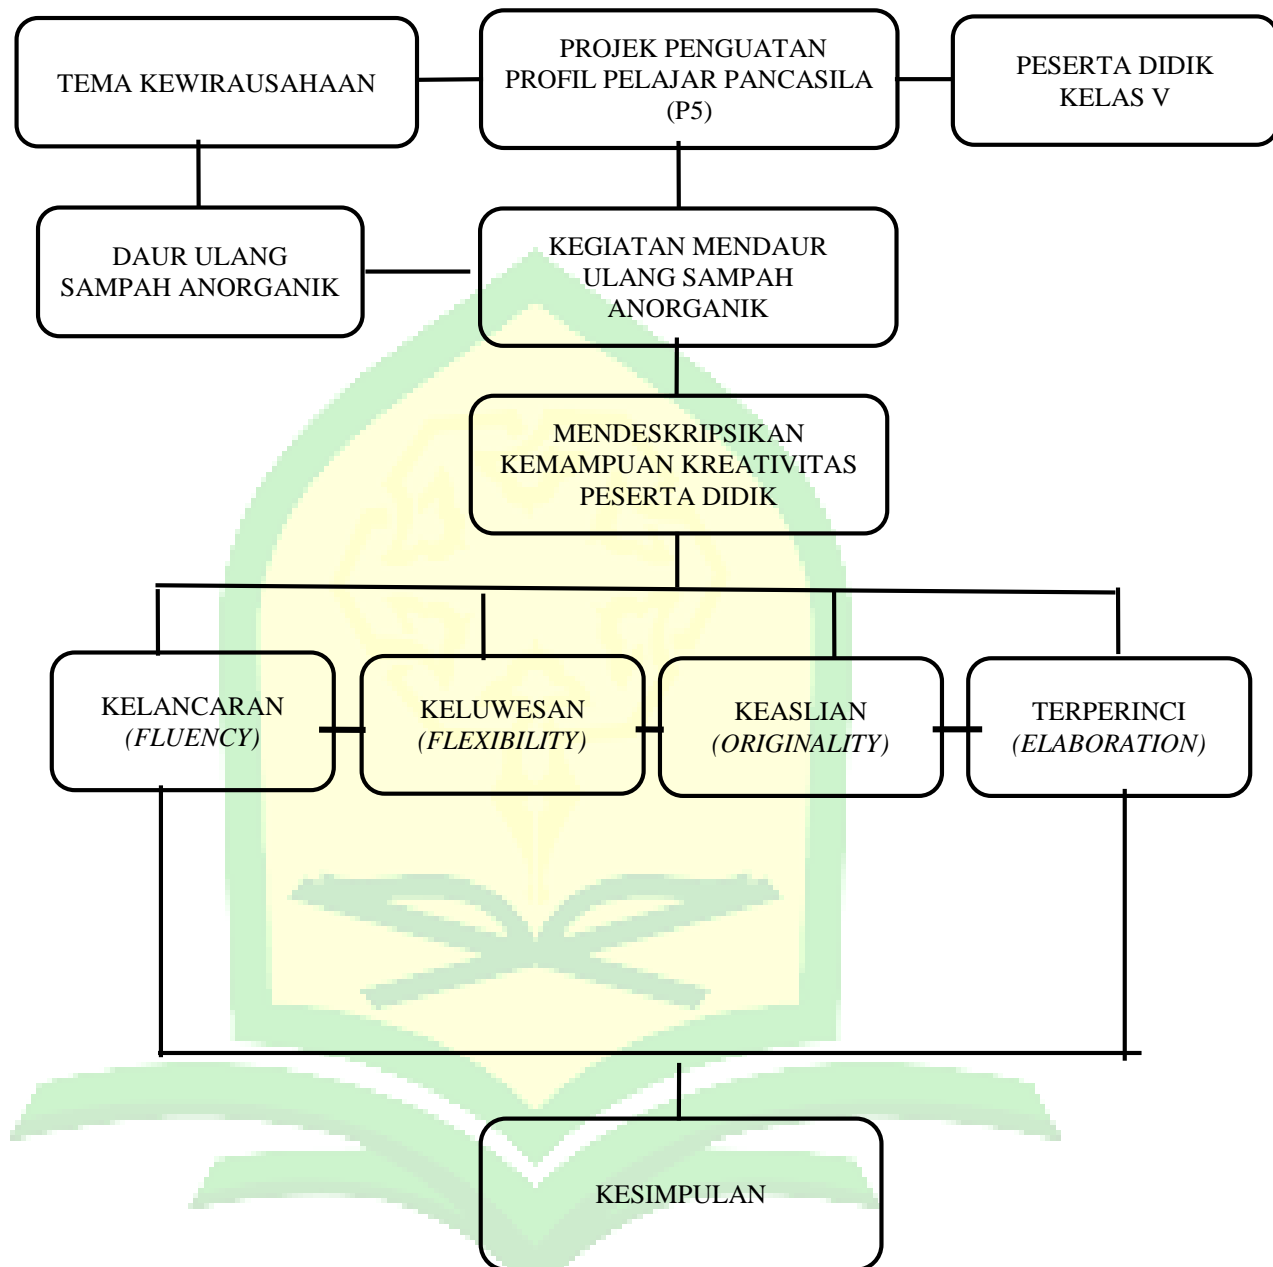 TEMA KEWIRAUSAHAAN
PROJEK PENGUATAN
PROFIL PELAJAR PANCASILA
(P5)
PESERTA DIDIK
KELAS V
DAUR ULANG
SAMPAH ANORGANIK
KEGIATAN MENDAUR
ULANG SAMPAH
ANORGANIK
MENDESKRIPSIKAN
KEMAMPUAN KREATIVITAS
PESERTA DIDIK
KELANCARAN
(FLUENCY)
KELUWESAN
(FLEXIBILITY)
KEASLIAN
(ORIGINALITY)
TERPERINCI
(ELABORATION)
KESIMPULAN